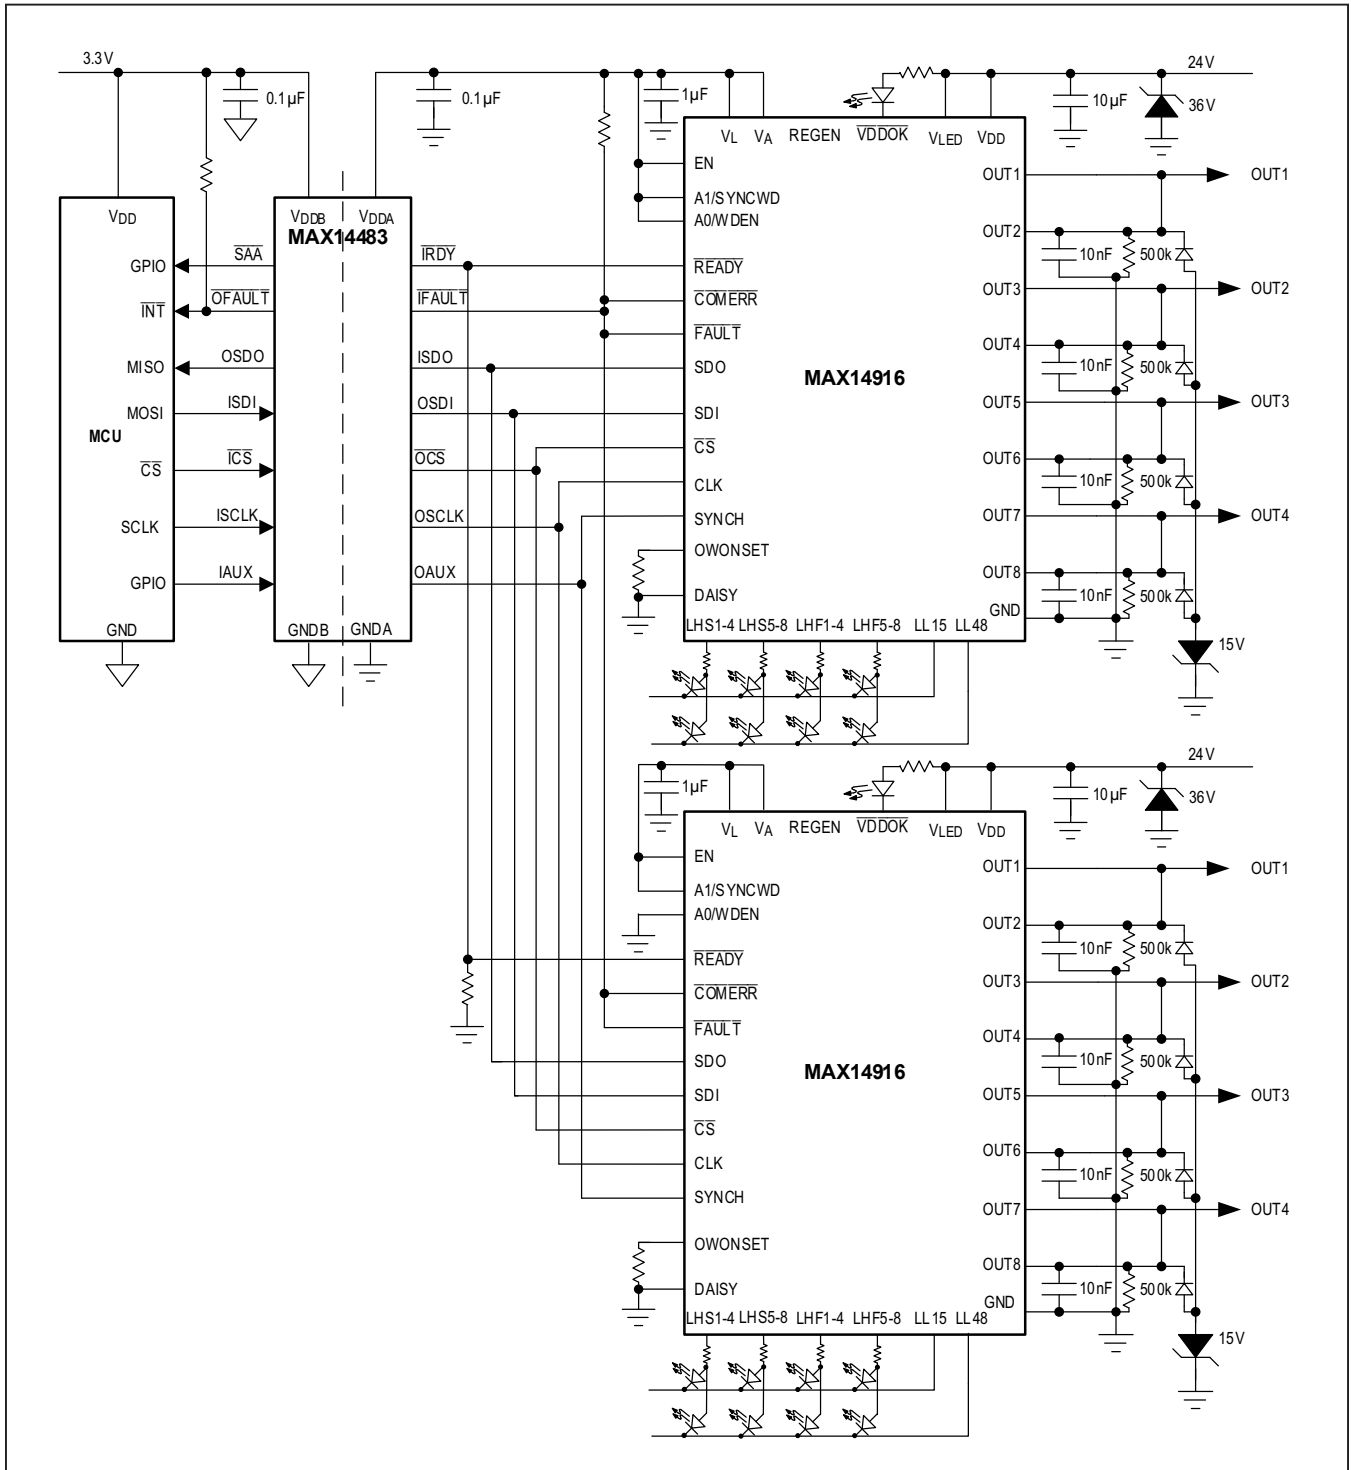 3.3V
24V
0.1µF
0.1µF
1µF
10µF
36V
VL
VA
REGEN
VDDOK
VLED
VDD
EN
A1/SYNCWD
A0/WDEN
READY
COMERR
FAULT
SDO
SDI
CS
CLK
SYNCH
OWONSET
DAISY
MAX14916
OUT1
OUT2
OUT3
OUT4
OUT5
OUT6
OUT7
OUT8
GND
LHS1-4
LHS5-8
LHF1-4
LHF5-8
LL15
LL48
VDD
GPIO
INT
MISO
MOSI
MCU
CS
SCLK
GPIO
GND
SAA
OFAULT
OSDO
ISDI
ICS
ISCLK
IAUX
VDDB
VDDA
MAX14483
GNDB
GNDA
IRDY
IFAULT
ISDO
OSDI
OCS
OSCLK
OAUX
OUT1
10nF
500k
OUT2
10nF
500k
OUT3
10nF
500k
OUT4
10nF
500k
15V
24V
1µF
10µF
36V
VL
VA
REGEN
VDDOK
VLED
VDD
EN
A1/SYNCWD
A0/WDEN
READY
COMERR
FAULT
SDO
SDI
CS
CLK
SYNCH
OWONSET
DAISY
MAX14916
OUT1
OUT2
OUT3
OUT4
OUT5
OUT6
OUT7
OUT8
GND
LHS1-4
LHS5-8
LHF1-4
LHF5-8
LL15
LL48
OUT1
10nF
500k
OUT2
10nF
500k
OUT3
10nF
500k
OUT4
10nF
500k
15V